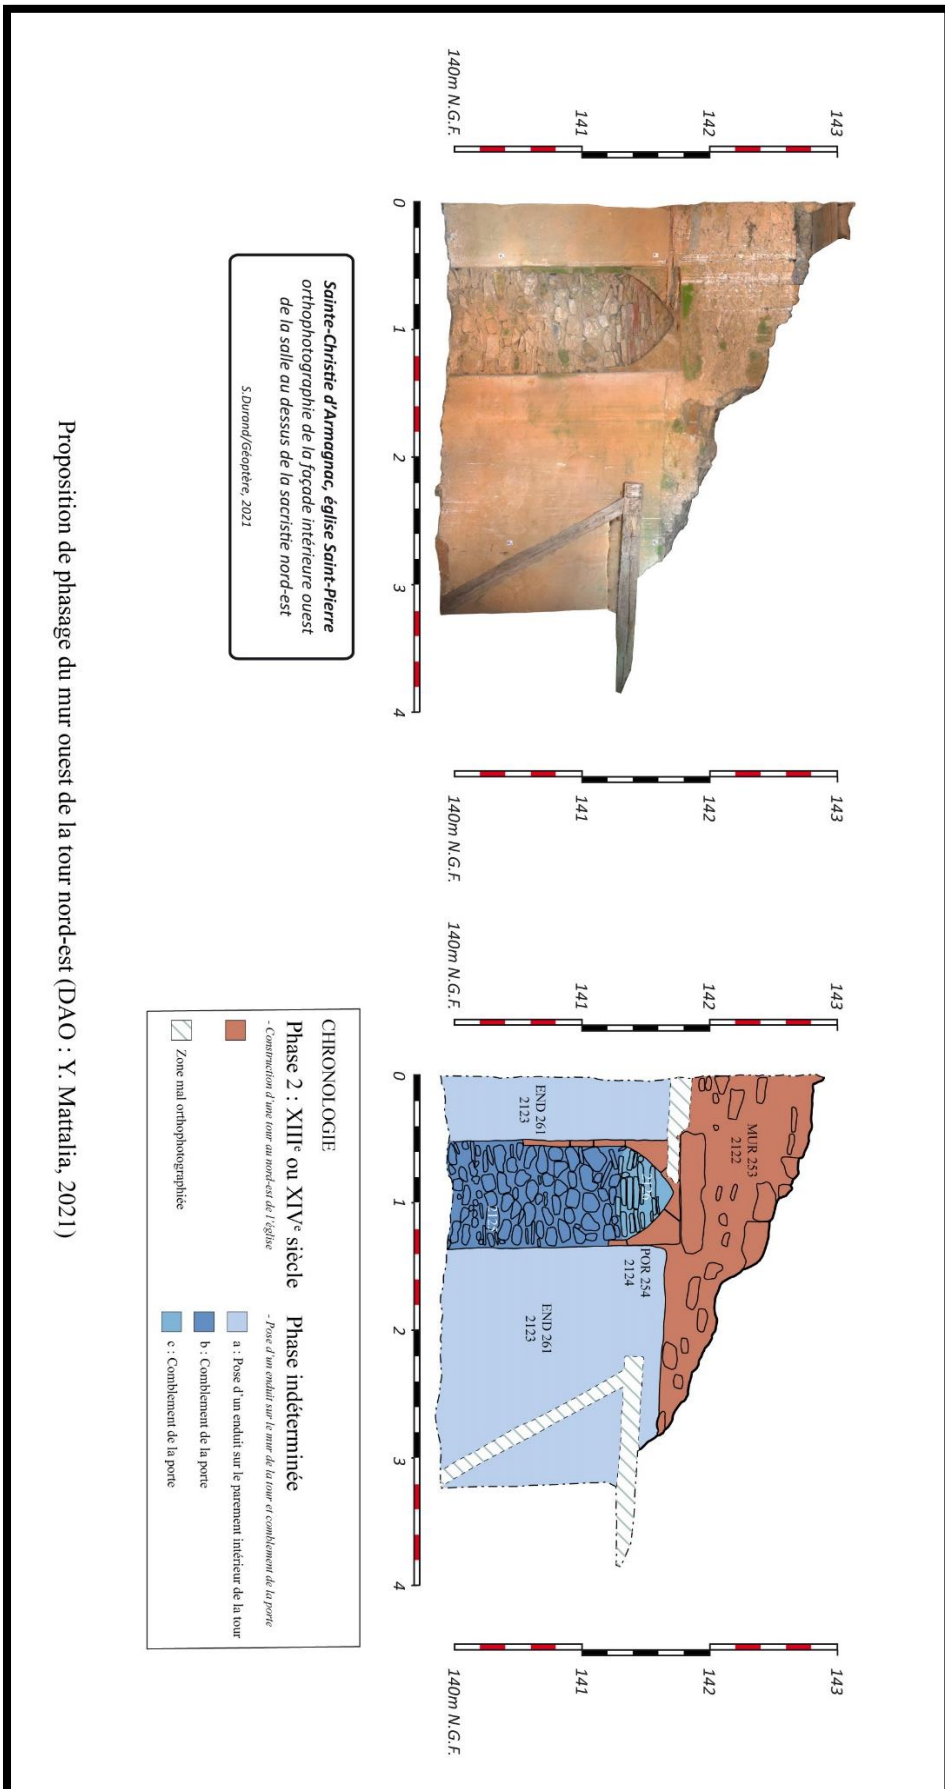 143
142
141
140m N.G.F.
0
1
2
3
4
143
142
141
140m N.G.F.
Sainte-Christie d'Armagnac, église Saint-Pierre
orthophotographie de la façade intérieure ouest
de la salle au dessus de la sacristie nord-est
S.Durand/Géoptère, 2021
143
142
141
140m N.G.F.
0
1
2
3
4
143
142
141
140m N.G.F.
MUR 253
2122
END 261
2123
POR 254
2124
END 261
2123
CHRONOLOGIE
Phase 2 : XIIIe ou XIVe siècle
- Construction d'une tour au nord-est de l'église
Zone mal orthophotographiée
Phase indéterminée
- Pose d'un enduit sur le mur de la tour et comblement de la porte
a : Pose d'un enduit sur le parement intérieur de la tour
b : Comblement de la porte
c : Comblement de la porte
Proposition de phasage du mur ouest de la tour nord-est (DAO : Y. Mattalia, 2021)